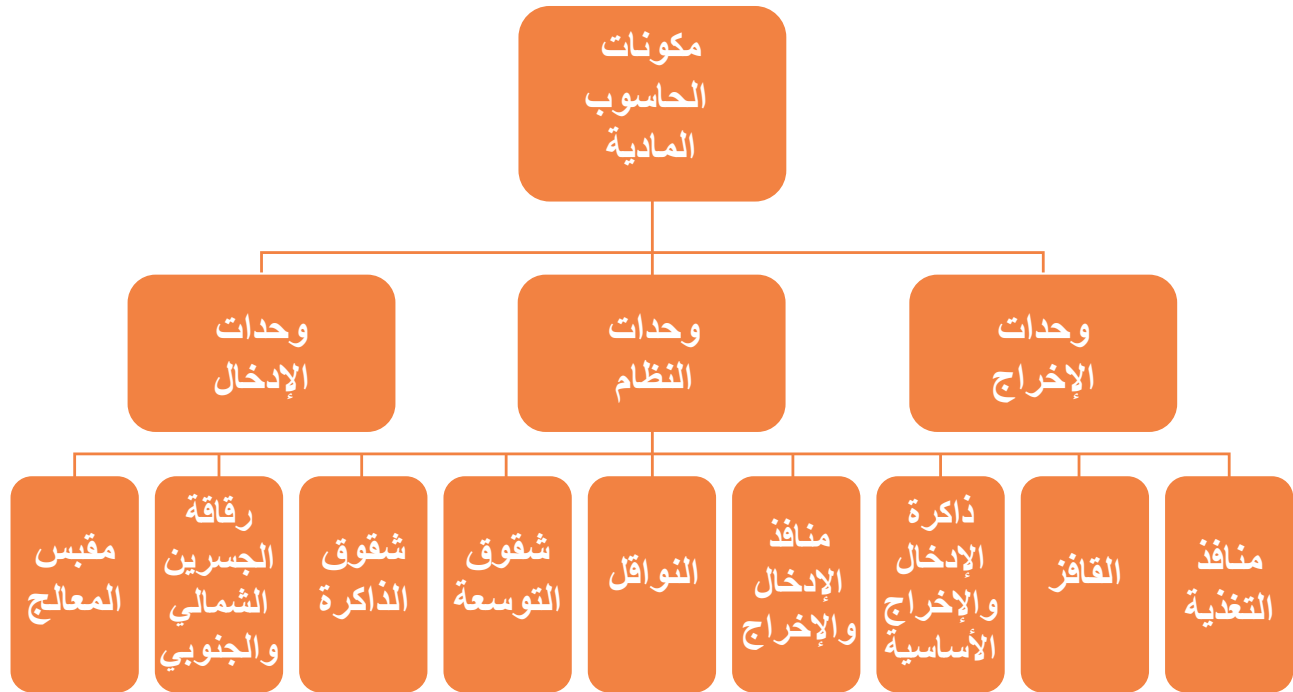 مكونات
الحاسوب
المادية
وحدات
الإخراج
وحدات
النظام
وحدات
الإدخال
منافذ
التغذية
القافز
ذاكرة
الإدخال
والإخراج
الأساسية
منافذ
الإدخال
والإخراج
النواقل
شقوق
التوسعة
شقوق
الذاكرة
رقاقة
الجسرين
الشمالي
والجنوبي
مقبس
المعالج